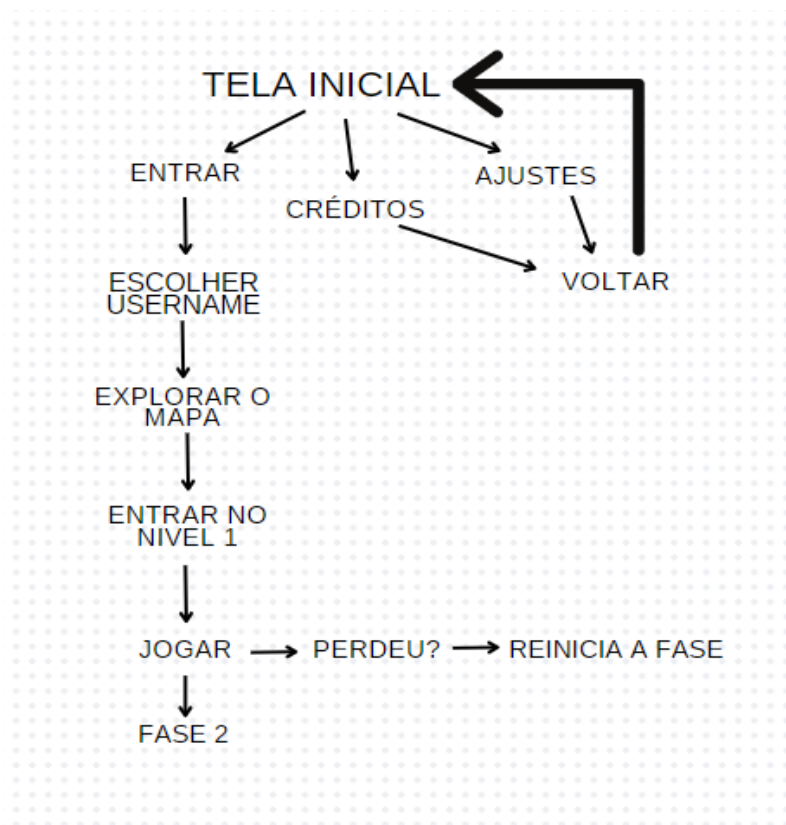 TELA INICIAL
ENTRAR
CRÉDITOS
AJUSTES
VOLTAR
ESCOLHER
USERNAME
EXPLORAR O
MAPA
ENTRAR NO
NIVEL 1
JOGAR
PERDEU?
REINICIA A FASE
FASE 2